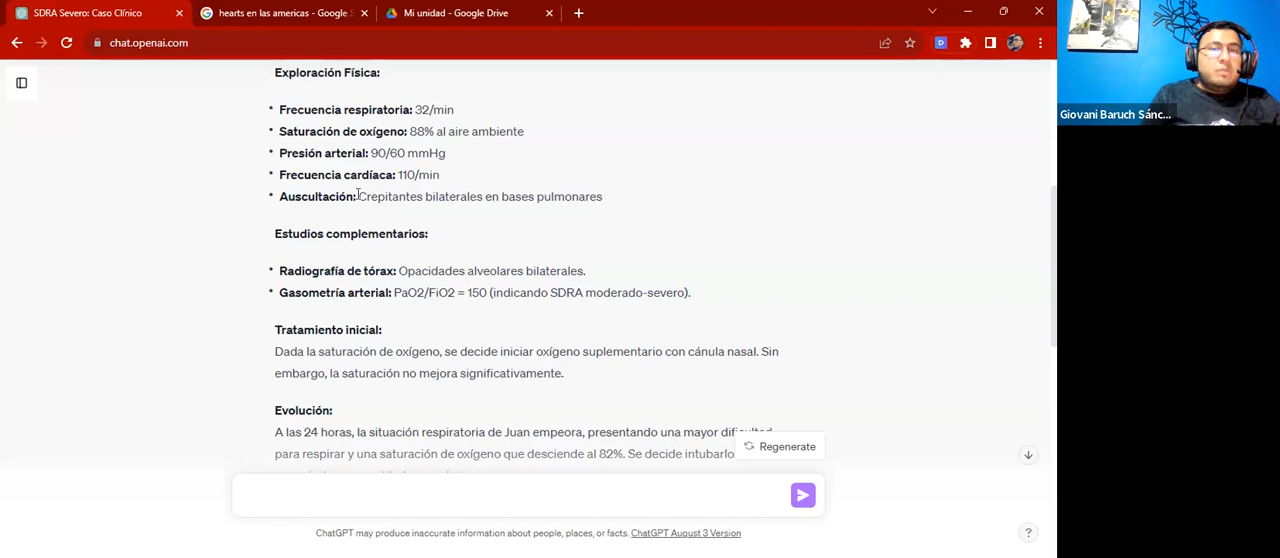 SDRA Severo: Caso Clínico
hearts en las americas - Google S
Mi unidad - Google Drive
chat.openai.com
Exploración Física:
• Frecuencia respiratoria: 32/min
• Saturación de oxígeno: 88% al aire ambiente
• Presión arterial: 90/60 mmHg
• Frecuencia cardíaca: 110/min
• Auscultación: Crepitantes bilaterales en bases pulmonares
Estudios complementarios:
• Radiografía de tórax: Opacidades alveolares bilaterales.
• Gasometría arterial: PaO2/FiO2 = 150 (indicando SDRA moderado-severo).
Tratamiento inicial:
Dada la saturación de oxígeno, se decide iniciar oxígeno suplementario con cánula nasal. Sin
embargo, la saturación no mejora significativamente.
Evolución:
A las 24 horas, la situación respiratoria de Juan empeora, presentando una mayor dificultad
para respirar y una saturación de oxígeno que desciende al 82%. Se decide intubarlo
Regenerate
ChatGPT may produce inaccurate information about people, places, or facts. ChatGPT August 3 Version
?
Giovani Baruch Sánc...